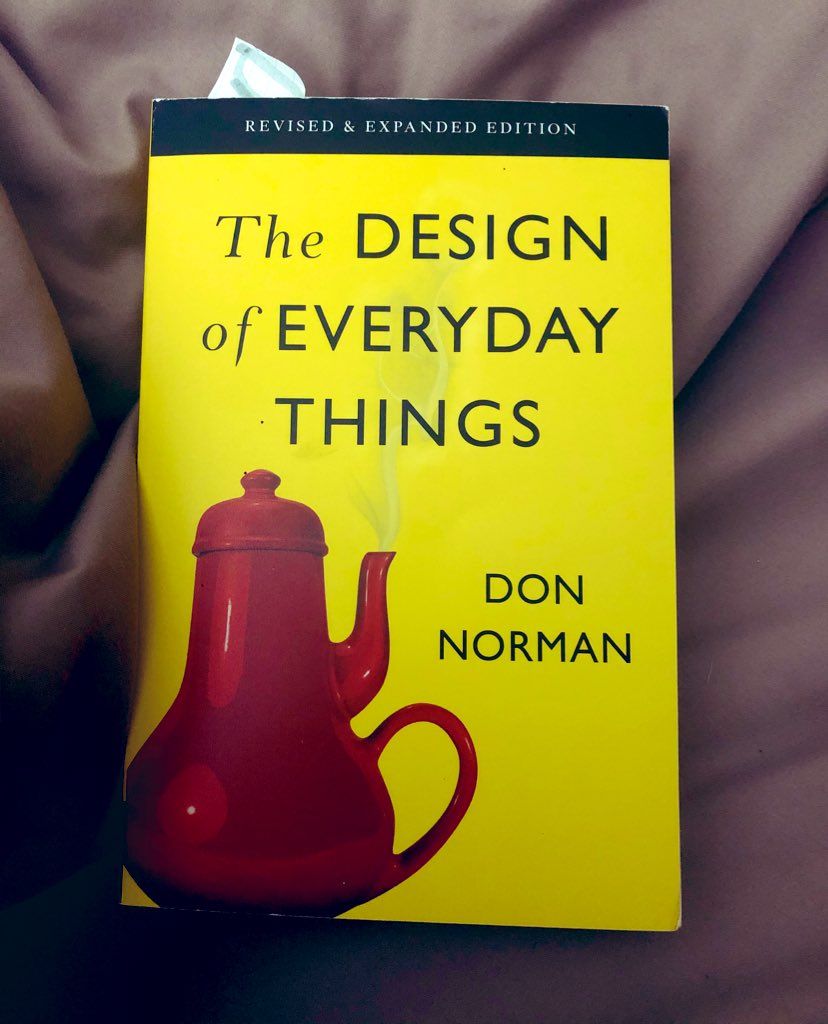 REVISED & EXPANDED EDITION
The DESIGN
of EVERYDAY
THINGS
DON
NORMAN